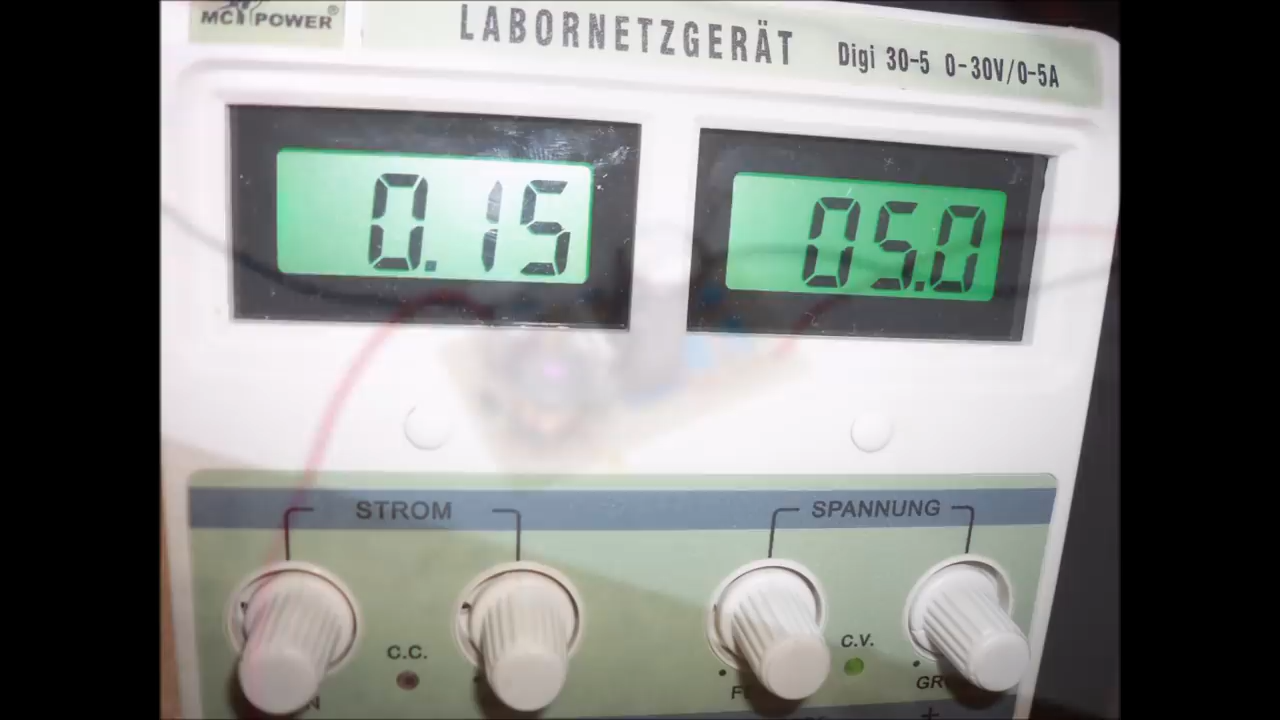 MC POWER®
LABORNETZGERÄT Digi 30-5 0-30V/0-5A
0.15 05.0
STROM SPANNUNG
C.C. C.V.